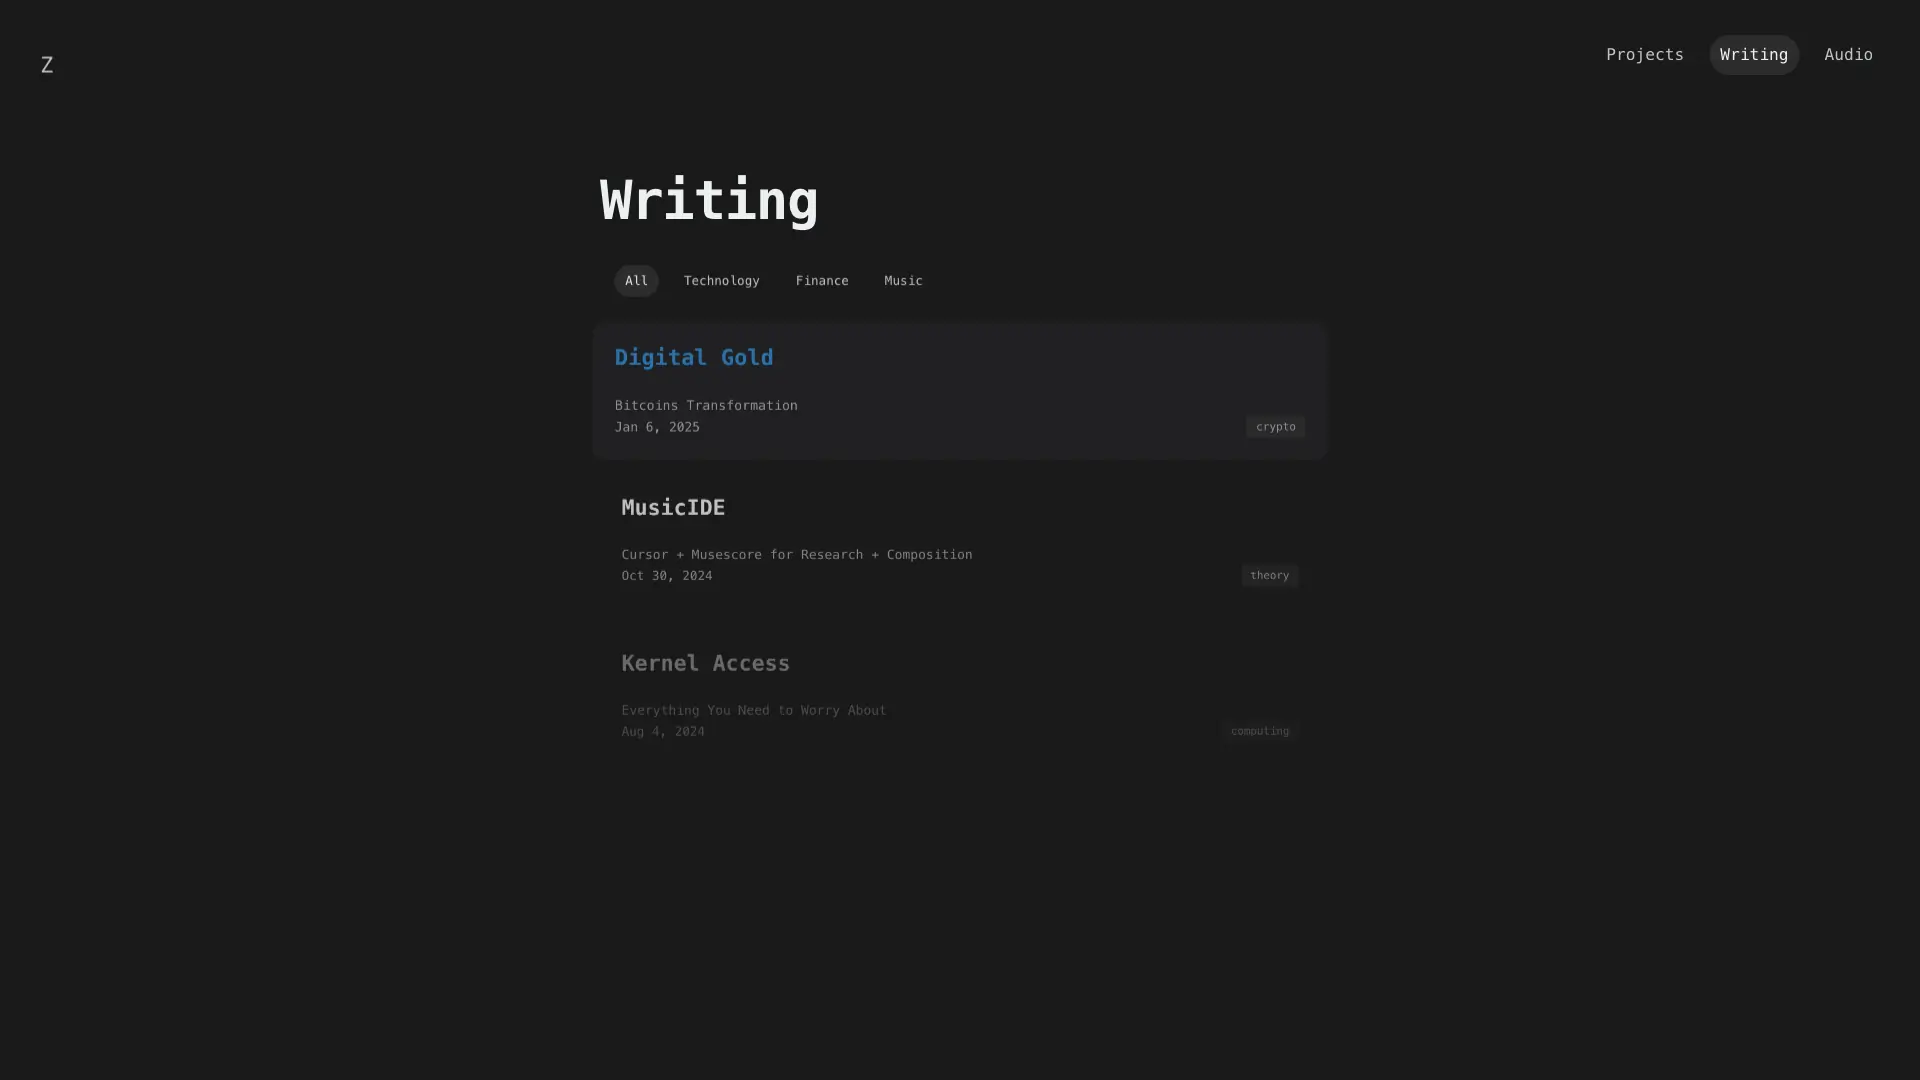 Z
Projects
Writing
Audio
Writing
All
Technology
Finance
Music
Digital Gold
Bitcoins Transformation
Jan 6, 2025
crypto
MusicIDE
Cursor + Musescore for Research + Composition
Oct 30, 2024
theory
Kernel Access
Everything You Need to Worry About
Aug 4, 2024
computing